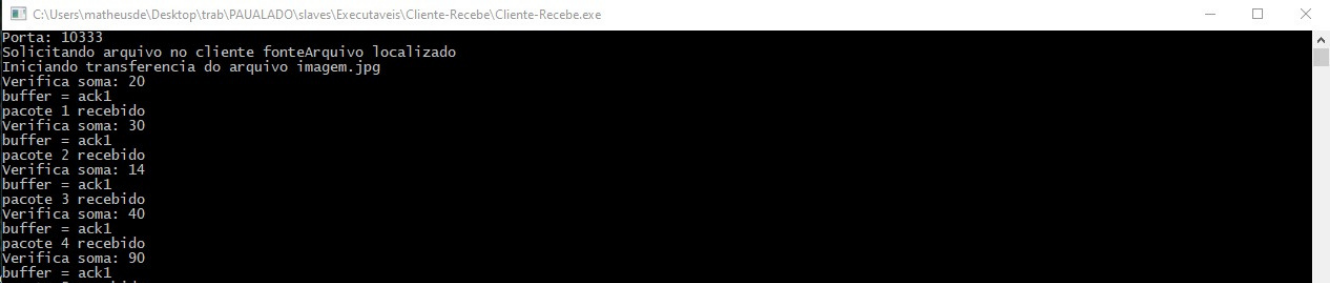 C:\Users\matheusde\Desktop\trab\PAUALADO\slaves\Executaveis\Cliente-Recebe\Cliente-Recebe.exe
Porta: 10333
Solicitando arquivo no cliente fonteArquivo localizado
Iniciando transferencia do arquivo imagem.jpg
Verifica soma: 20
buffer = ack1
pacote 1 recebido
Verifica soma: 30
buffer = ack1
pacote 2 recebido
Verifica soma: 14
buffer = ack1
pacote 3 recebido
Verifica soma: 40
buffer = ack1
pacote 4 recebido
Verifica soma: 90
buffer = ack1